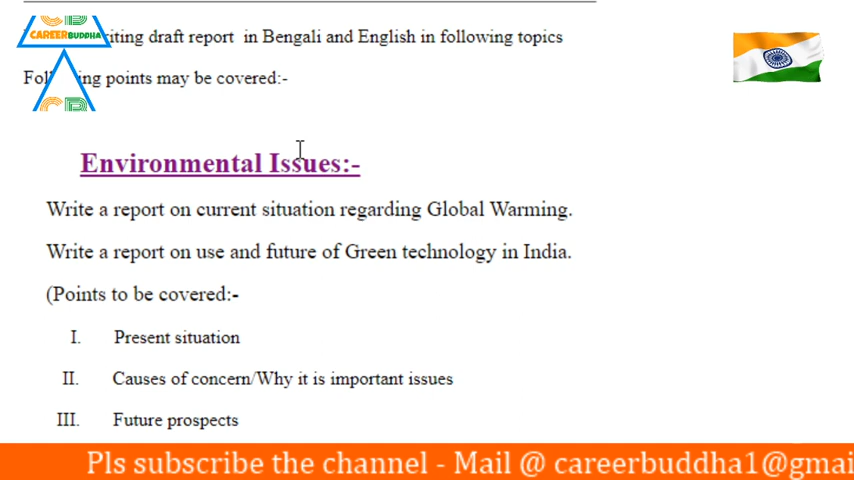 CB
CAREERBUDDHA
iting draft report in Bengali and English in following topics
Fol ing points may be covered:-
CB
Environmental Issues:-
Write a report on current situation regarding Global Warming.
Write a report on use and future of Green technology in India.
(Points to be covered:-
I. Present situation
II. Causes of concern/Why it is important issues
III. Future prospects
Pls subscribe the channel - Mail @ careerbuddha1@gmai